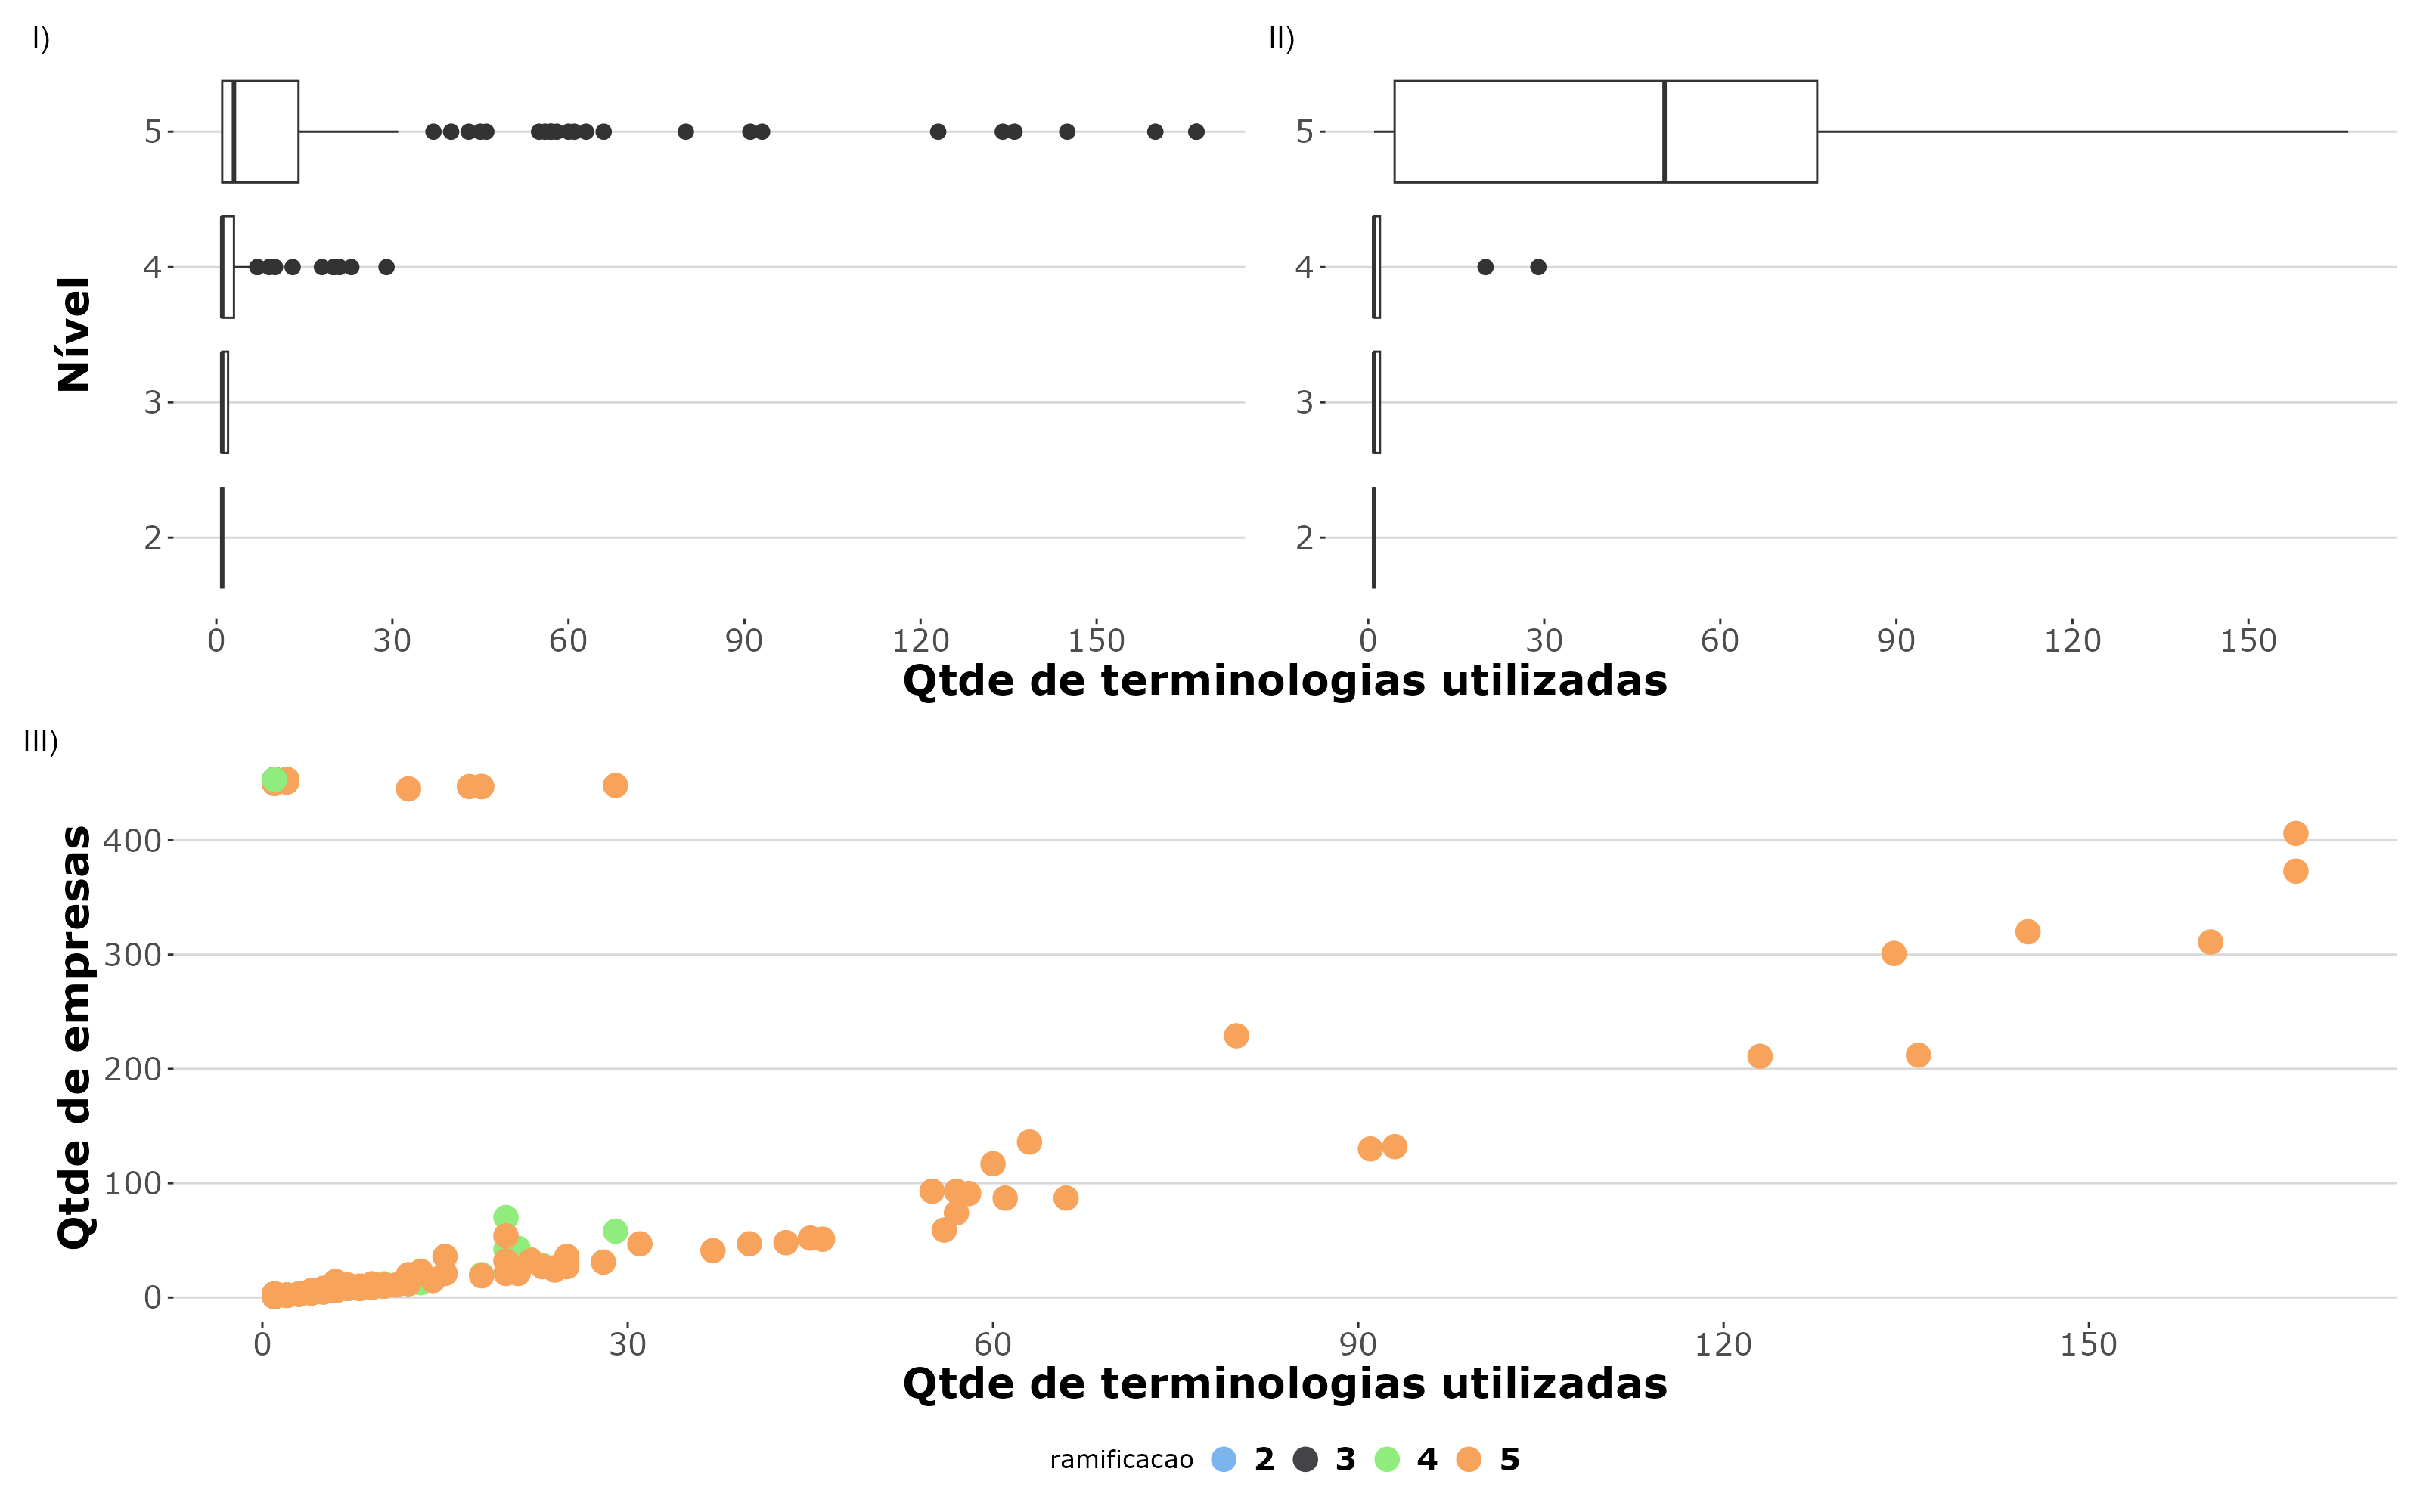 I)
II)
Nível
5
4
3
2
5
4
3
2
0 30 60 90 120 150
0 30 60 90 120 150
Qtde de terminologias utilizadas
III)
Qtde de empresas
400
300
200
100
0
0 30 60 90 120 150
Qtde de terminologias utilizadas
ramificacao 2 3 4 5